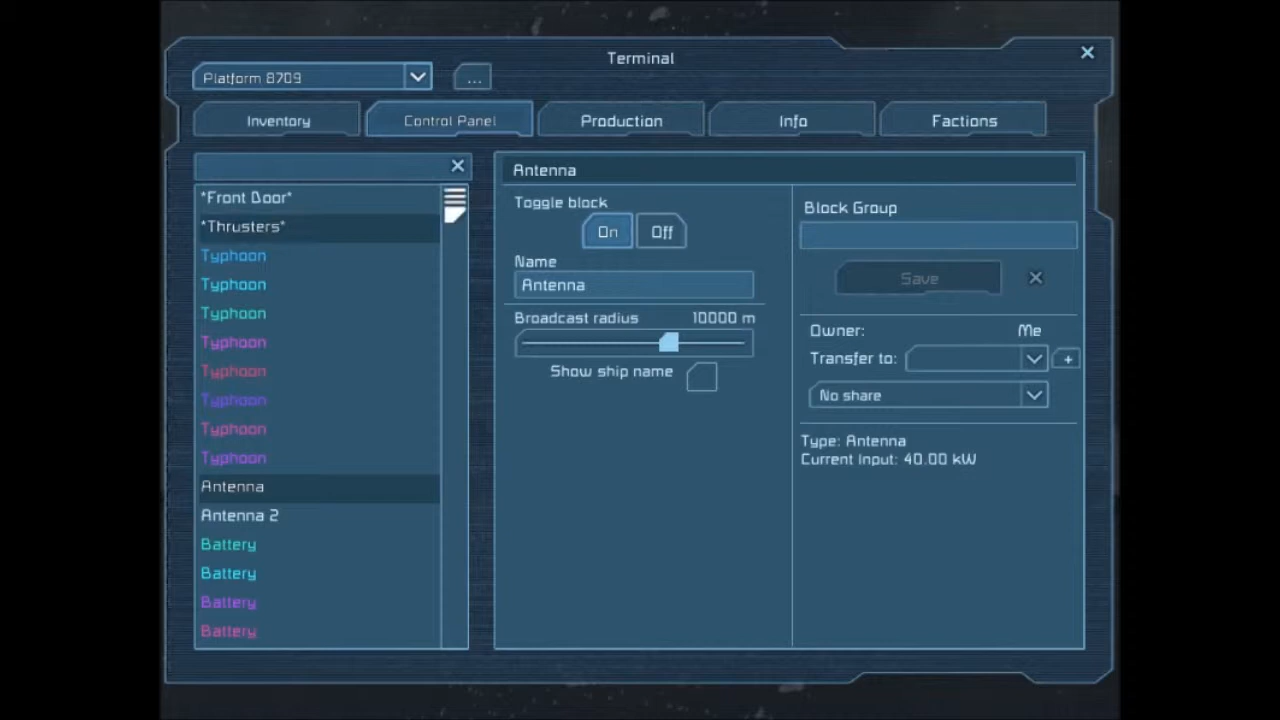 Terminal
Platform 8709
...
Inventory
Control Panel
Production
Info
Factions
*Front Door*
*Thrusters*
Typhoon
Typhoon
Typhoon
Typhoon
Typhoon
Typhoon
Typhoon
Typhoon
Antenna
Antenna 2
Battery
Battery
Battery
Battery
Antenna
Toggle block
On Off
Name
Antenna
Broadcast radius 10000 m
Show ship name
Block Group
Save
Owner: Me
Transfer to: +
No share
Type: Antenna
Current Input: 40.00 kW